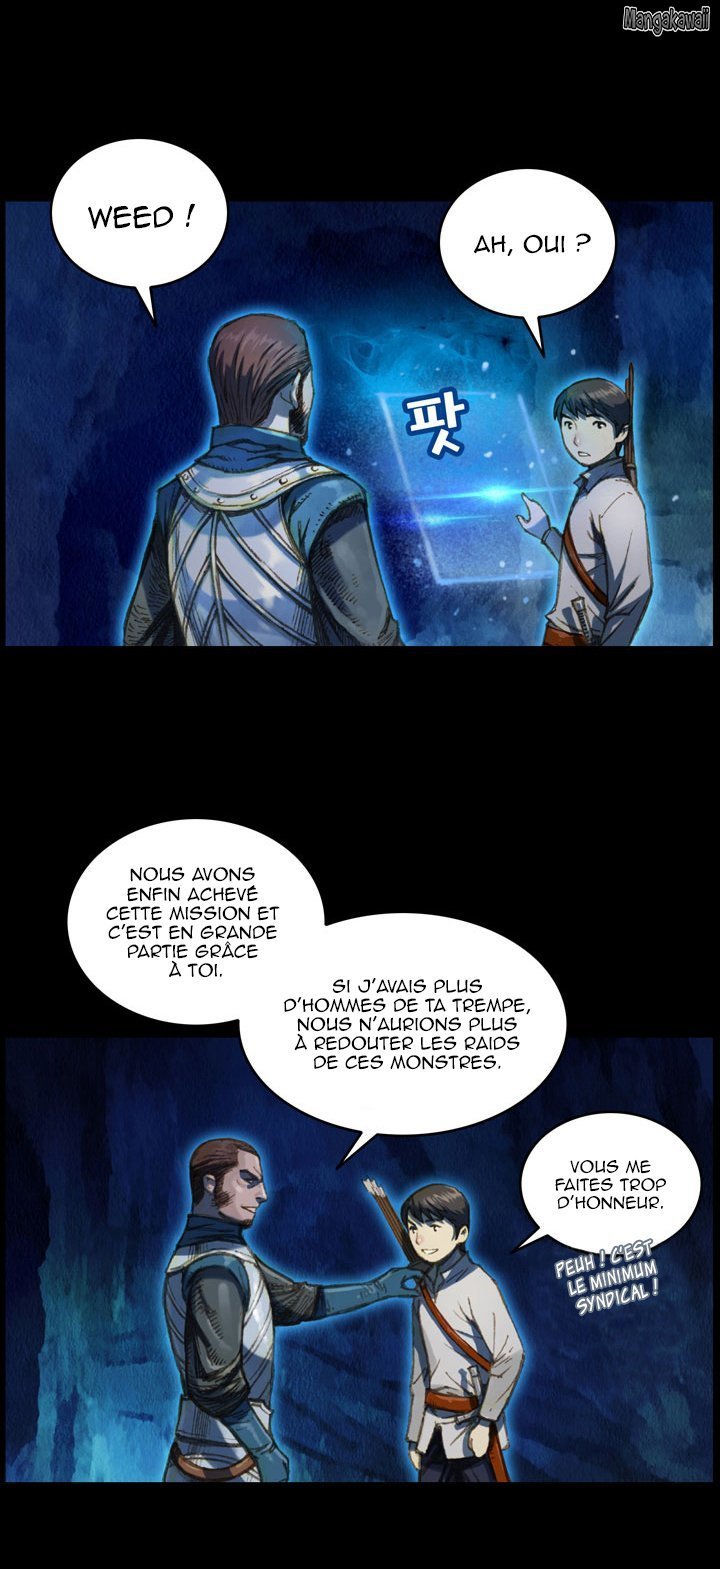 Mangakawaii
WEED !
AH, OUI ?
팟
NOUS AVONS
ENFIN ACHEVÉ
CETTE MISSION ET
C'EST EN GRANDE
PARTIE GRÂCE
À TOI.
SI J'AVAIS PLUS
D'HOMMES DE TA TREMPE,
NOUS N'AURIONS PLUS
À REDOUTER LES RAIDS
DE CES MONSTRES.
VOUS ME
FAITES TROP
D'HONNEUR.
PEUH ! C'EST
LE MINIMUM
SYNDICAL !